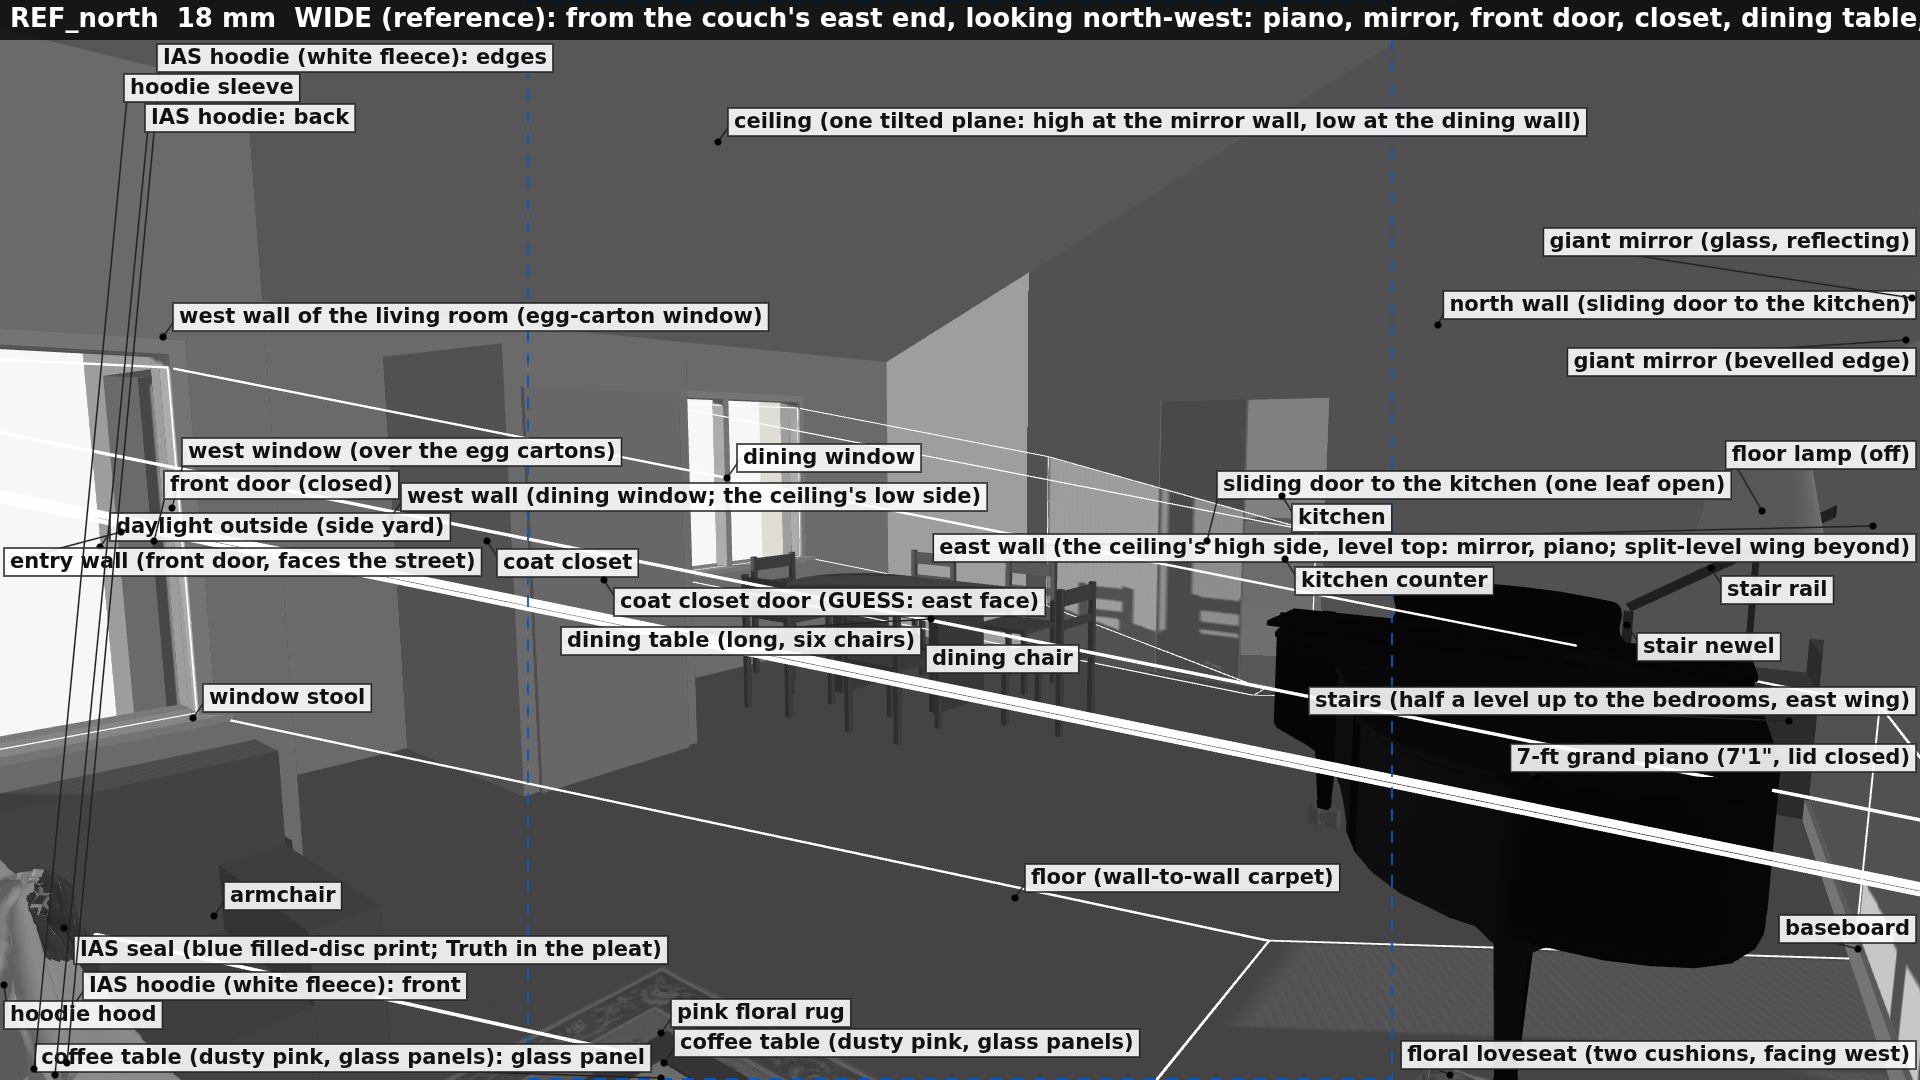 REF_north 18 mm WIDE (reference): from the couch's east end, looking north-west: piano, mirror, front door, closet, dining table,
IAS hoodie (white fleece): edges
hoodie sleeve
IAS hoodie: back
ceiling (one tilted plane: high at the mirror wall, low at the dining wall)
giant mirror (glass, reflecting)
north wall (sliding door to the kitchen)
west wall of the living room (egg-carton window)
giant mirror (bevelled edge)
west window (over the egg cartons)
dining window
floor lamp (off)
front door (closed)
west wall (dining window; the ceiling's low side)
sliding door to the kitchen (one leaf open)
kitchen
daylight outside (side yard)
entry wall (front door, faces the street)
coat closet
east wall (the ceiling's high side, level top: mirror, piano; split-level wing beyond)
kitchen counter
stair rail
coat closet door (GUESS: east face)
dining table (long, six chairs)
dining chair
stair newel
window stool
stairs (half a level up to the bedrooms, east wing)
7-ft grand piano (7'1", lid closed)
floor (wall-to-wall carpet)
armchair
baseboard
IAS seal (blue filled-disc print; Truth in the pleat)
IAS hoodie (white fleece): front
hoodie hood
pink floral rug
coffee table (dusty pink, glass panels)
coffee table (dusty pink, glass panels): glass panel
floral loveseat (two cushions, facing west)